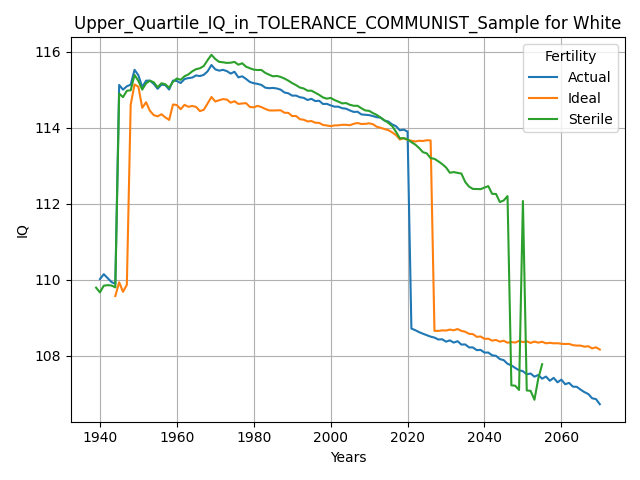 Upper_Quartile_IQ_in_TOLERANCE_COMMUNIST_Sample for White
Fertility
Actual
Ideal
Sterile
116
114
112
110
108
IQ
1940
1960
1980
2000
2020
2040
2060
Years